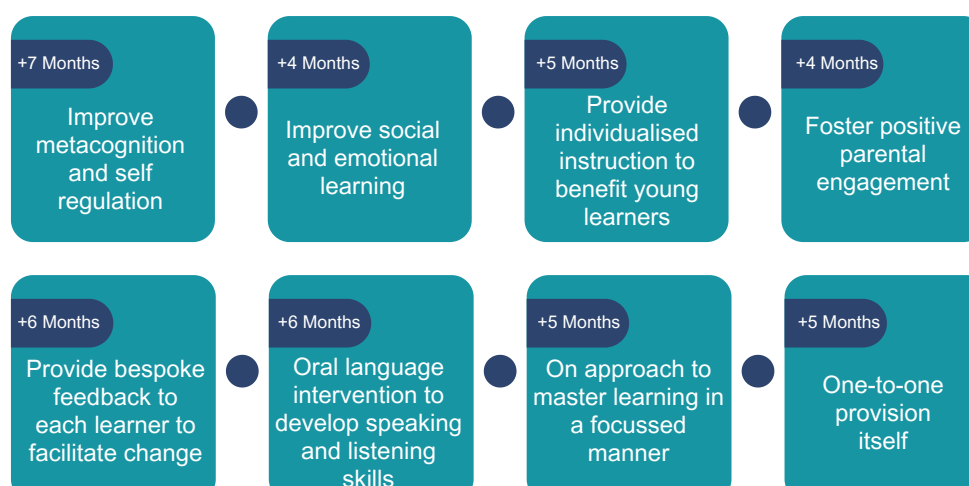 +7 Months
Improve
metacognition
and self
regulation
+4 Months
Improve social
and emotional
learning
+5 Months
Provide
individualised
instruction to
benefit young
learners
+4 Months
Foster positive
parental
engagement
+6 Months
Provide bespoke
feedback to
each learner to
facilitate change
+6 Months
Oral language
intervention to
develop speaking
and listening
skills
+5 Months
On approach to
master learning in
a focussed
manner
+5 Months
One-to-one
provision
itself